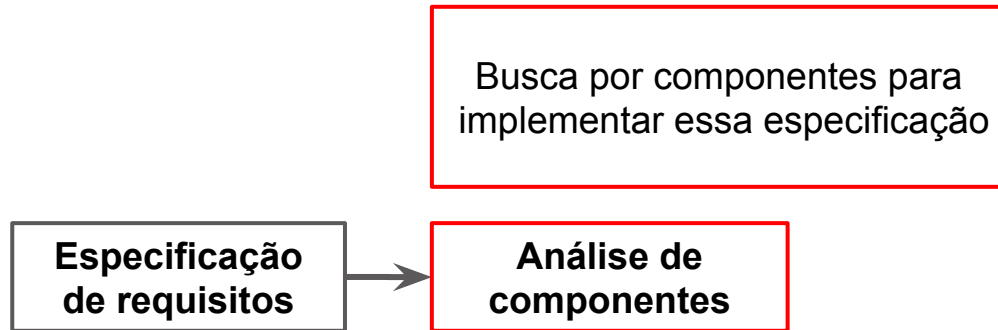 Busca por componentes para
implementar essa especificação
Especificação
de requisitos
Análise de
componentes